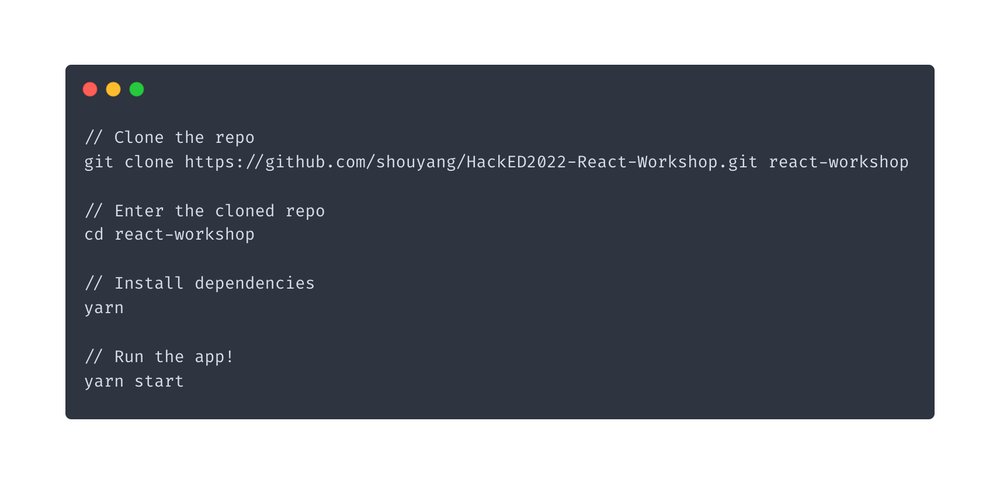 // Clone the repo
git clone https://github.com/shouyang/HackED2022-React-Workshop.git react-workshop
// Enter the cloned repo
cd react-workshop
// Install dependencies
yarn
// Run the app!
yarn start